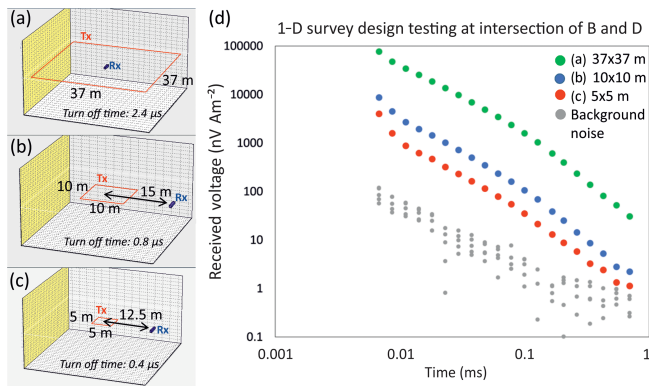 (a)
Tx
Rx
37 m
37 m
Turn off time: 2.4 µs
(b)
10 m
15 m
Rx
Tx
10 m
Turn off time: 0.8 µs
(c)
Tx
12.5 m
5 m
Rx
5 m
Turn off time: 0.4 µs
(d)
1-D survey design testing at intersection of B and D
Received voltage (nV Am⁻²)
100000
10000
1000
100
10
1
0.1
0.001
0.01
0.1
1
Time (ms)
(a) 37x37 m
(b) 10x10 m
(c) 5x5 m
Background
noise